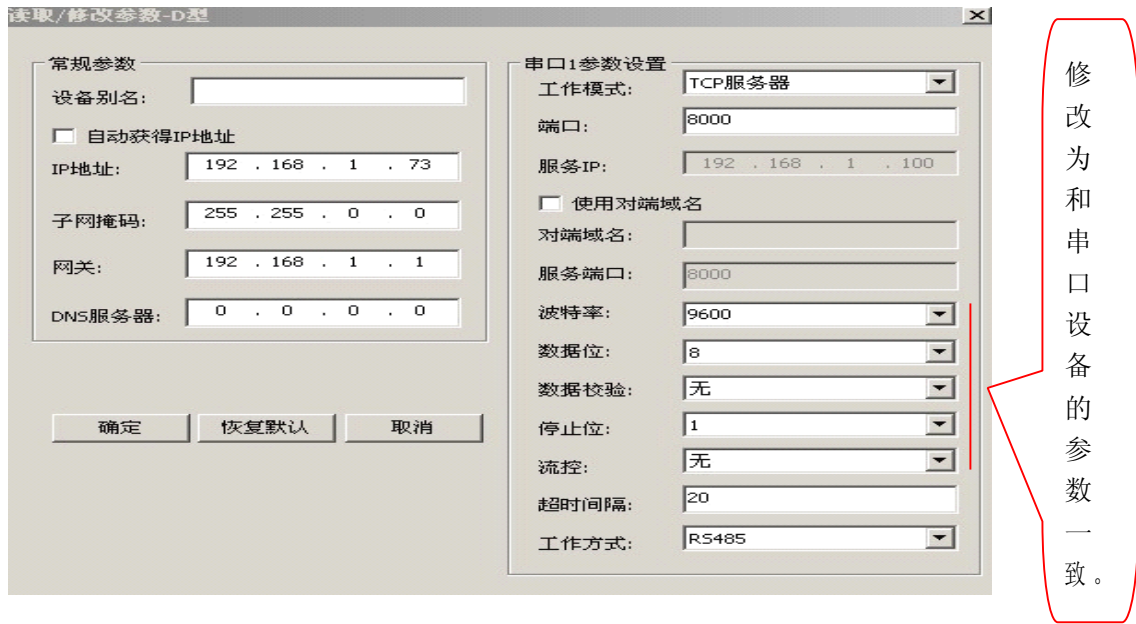 读取/修改参数-D型
常规参数
设备别名:
自动获得IP地址
IP地址: 192 . 168 . 1 . 73
子网掩码: 255 . 255 . 0 . 0
网关: 192 . 168 . 1 . 1
DNS服务器: 0 . 0 . 0 . 0
确定 恢复默认 取消
串口1参数设置
工作模式: TCP服务器
端口: 8000
服务IP: 192 . 168 . 1 . 100
使用对端域名
对端域名:
服务端口: 8000
波特率: 9600
数据位: 8
数据校验: 无
停止位: 1
流控: 无
超时间隔: 20
工作方式: RS485
修改为和串口设备的参数一致。